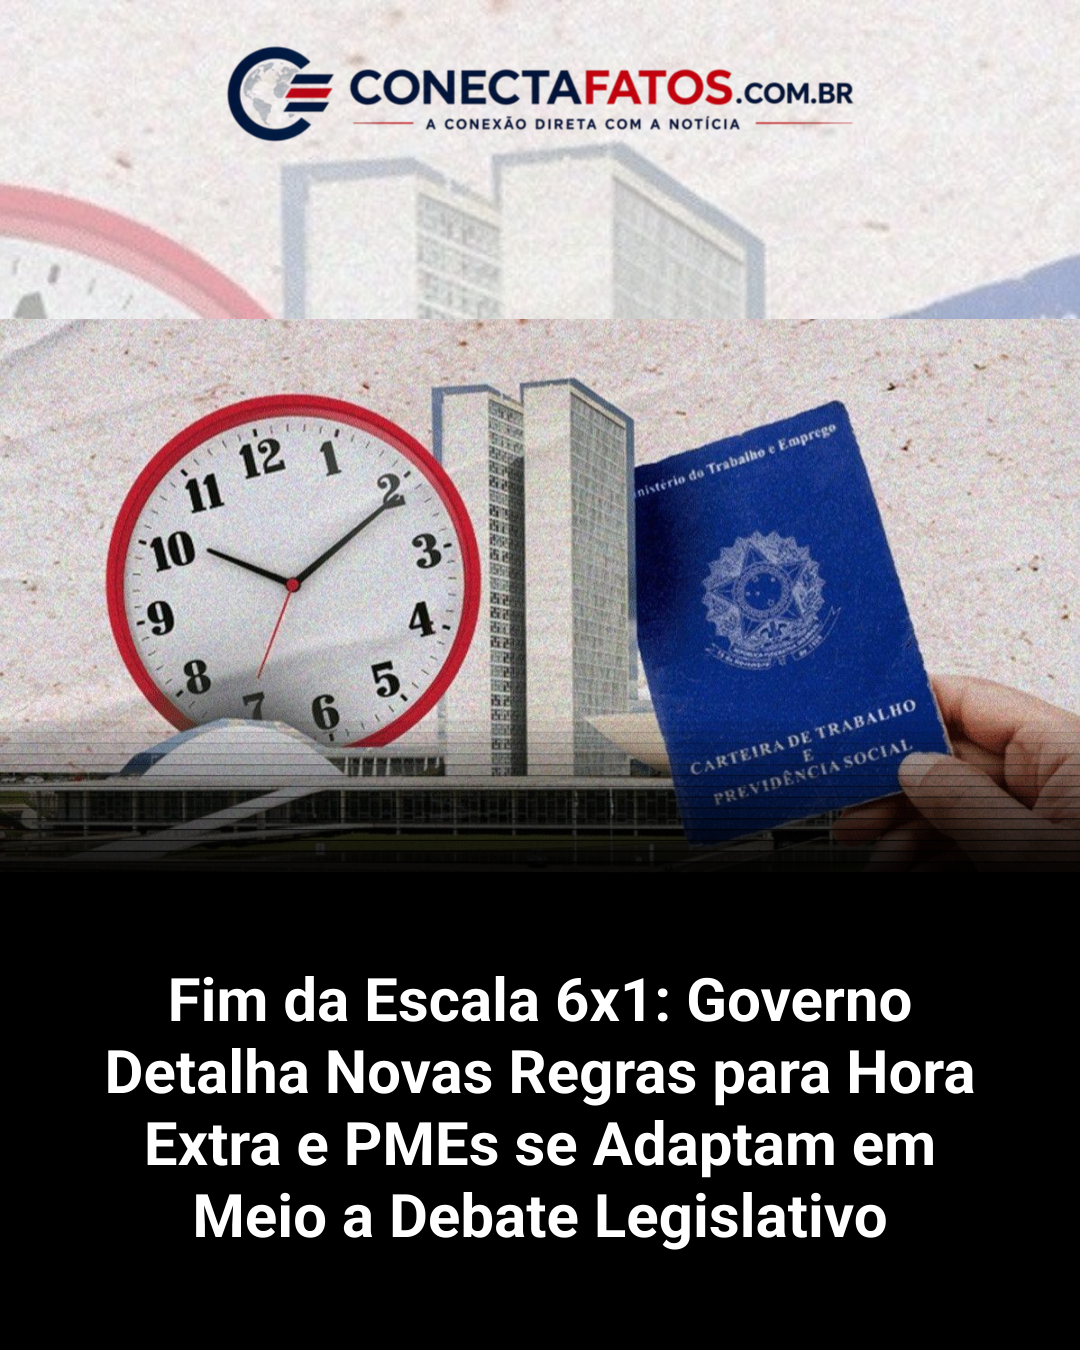 CONECTAFATOS.COM.BR
A CONEXÃO DIRETA COM A NOTÍCIA
12
1
2
3
4
5
6
7
8
9
10
11
nistério do Trabalho e Emprego
CARTEIRA DE TRABALHO
E
PREVIDÊNCIA SOCIAL
Fim da Escala 6x1: Governo
Detalha Novas Regras para Hora
Extra e PMEs se Adaptam em
Meio a Debate Legislativo